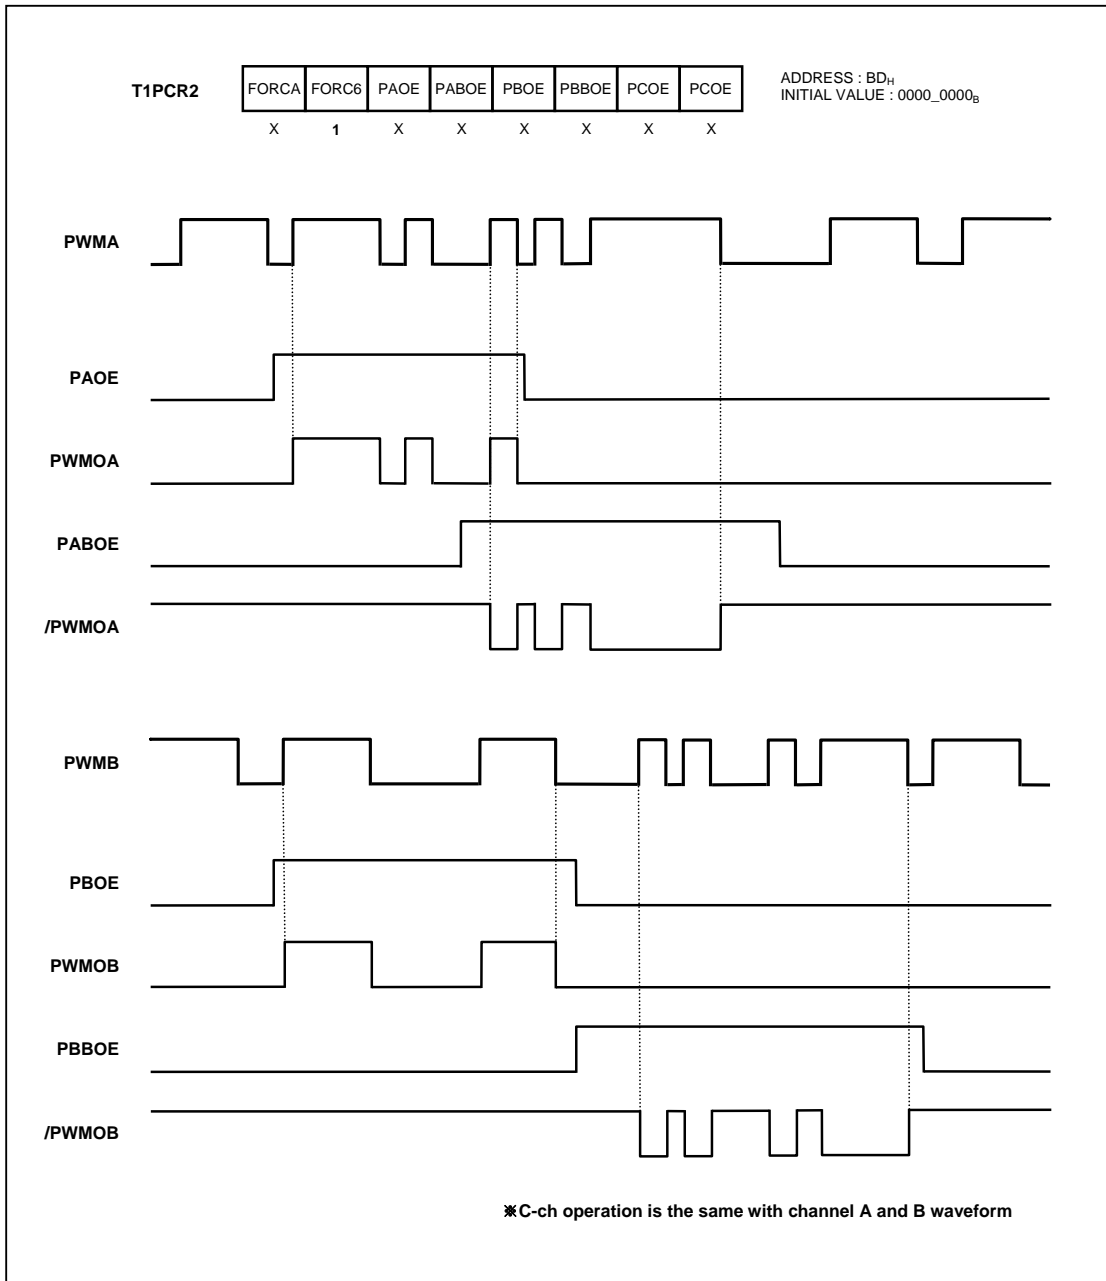 T1PCR2 FORCA FORC6 PAOE PABOE PBOE PBBOE PCOE PCOE
ADDRESS : BDH
INITIAL VALUE : 0000_0000B
X 1 X X X X X X
PWMA
PAOE
PWMOA
PABOE
/PWMOA
PWMB
PBOE
PWMOB
PBBOE
/PWMOB
※C-ch operation is the same with channel A and B waveform